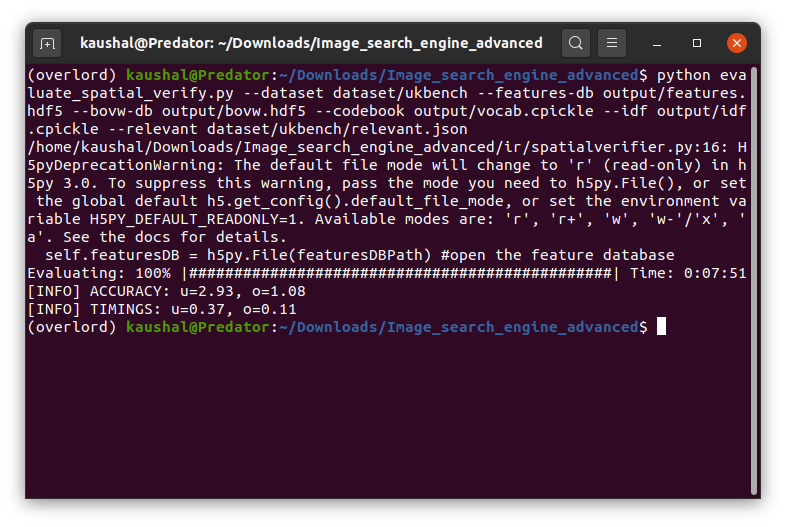 kaushal@Predator: ~/Downloads/Image_search_engine_advanced
(overlord) kaushal@Predator:~/Downloads/Image_search_engine_advanced$ python eva
luate_spatial_verify.py --dataset dataset/ukbench --features-db output/features.
hdf5 --bovw-db output/bovw.hdf5 --codebook output/vocab.cpickle --idf output/idf
.cpickle --relevant dataset/ukbench/relevant.json
/home/kaushal/Downloads/Image_search_engine_advanced/ir/spatialverifier.py:16: H
5pyDeprecationWarning: The default file mode will change to 'r' (read-only) in h
5py 3.0. To suppress this warning, pass the mode you need to h5py.File(), or set
 the global default h5.get_config().default_file_mode, or set the environment va
riable H5PY_DEFAULT_READONLY=1. Available modes are: 'r', 'r+', 'w', 'w-'/'x', '
a'. See the docs for details.
  self.featuresDB = h5py.File(featuresDBPath) #open the feature database
Evaluating: 100% |###############################################| Time: 0:07:51
[INFO] ACCURACY: u=2.93, o=1.08
[INFO] TIMINGS: u=0.37, o=0.11
(overlord) kaushal@Predator:~/Downloads/Image_search_engine_advanced$